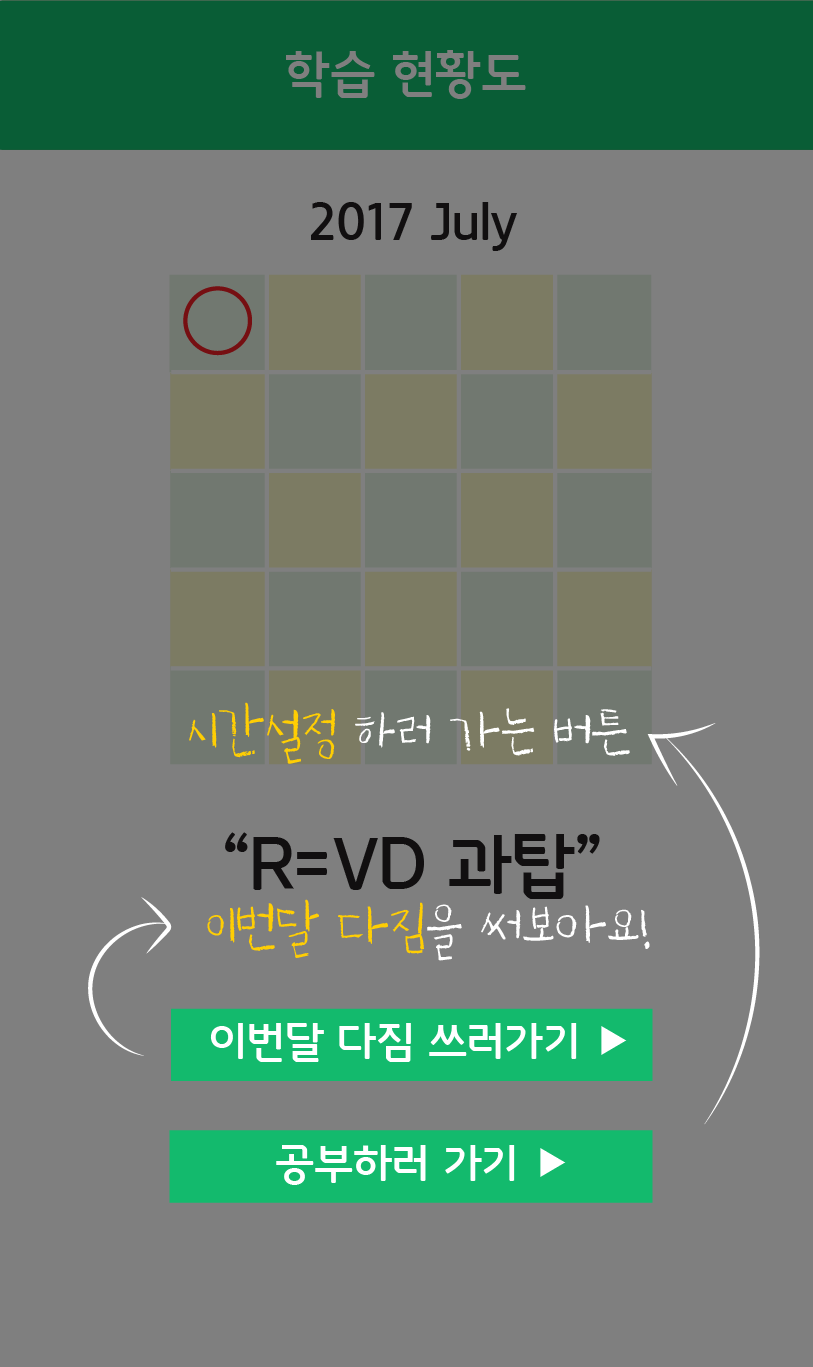 학습 현황도
2017 July
시간설정 하러 가는 버튼
“R=VD 과탑”
이번달 다짐을 써보아요!
이번달 다짐 쓰러가기 ▶
공부하러 가기 ▶